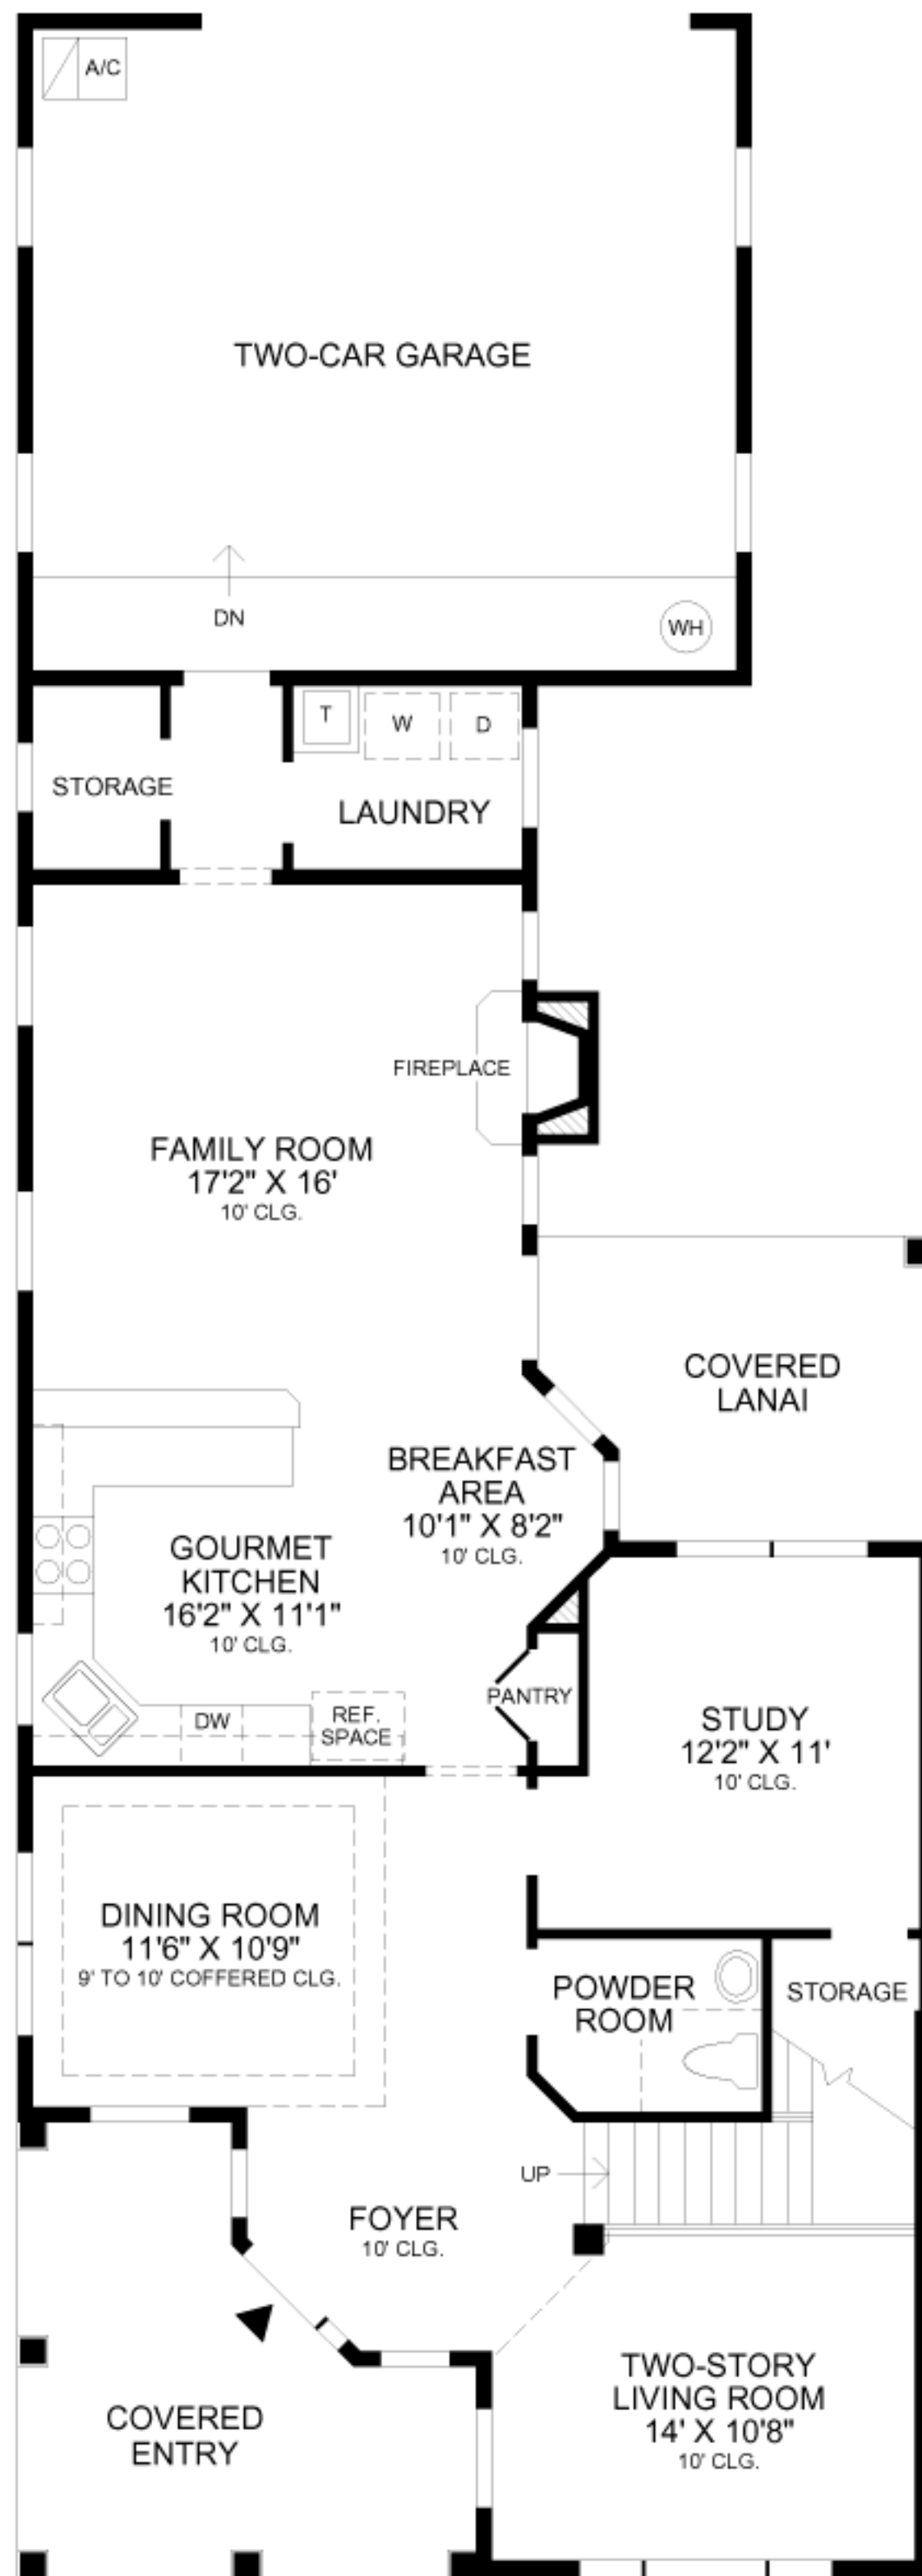 A/C
TWO-CAR GARAGE
DN
WH
T
W
D
STORAGE
LAUNDRY
FIREPLACE
FAMILY ROOM
17'2" X 16'
10' CLG.
COVERED
LANAI
BREAKFAST
AREA
10'1" X 8'2"
10' CLG.
GOURMET
KITCHEN
16'2" X 11'1"
10' CLG.
PANTRY
DW
REF.
SPACE
STUDY
12'2" X 11'
10' CLG.
DINING ROOM
11'6" X 10'9"
9' TO 10' COFFERED CLG.
POWDER
ROOM
STORAGE
UP
FOYER
10' CLG.
TWO-STORY
LIVING ROOM
14' X 10'8"
10' CLG.
COVERED
ENTRY